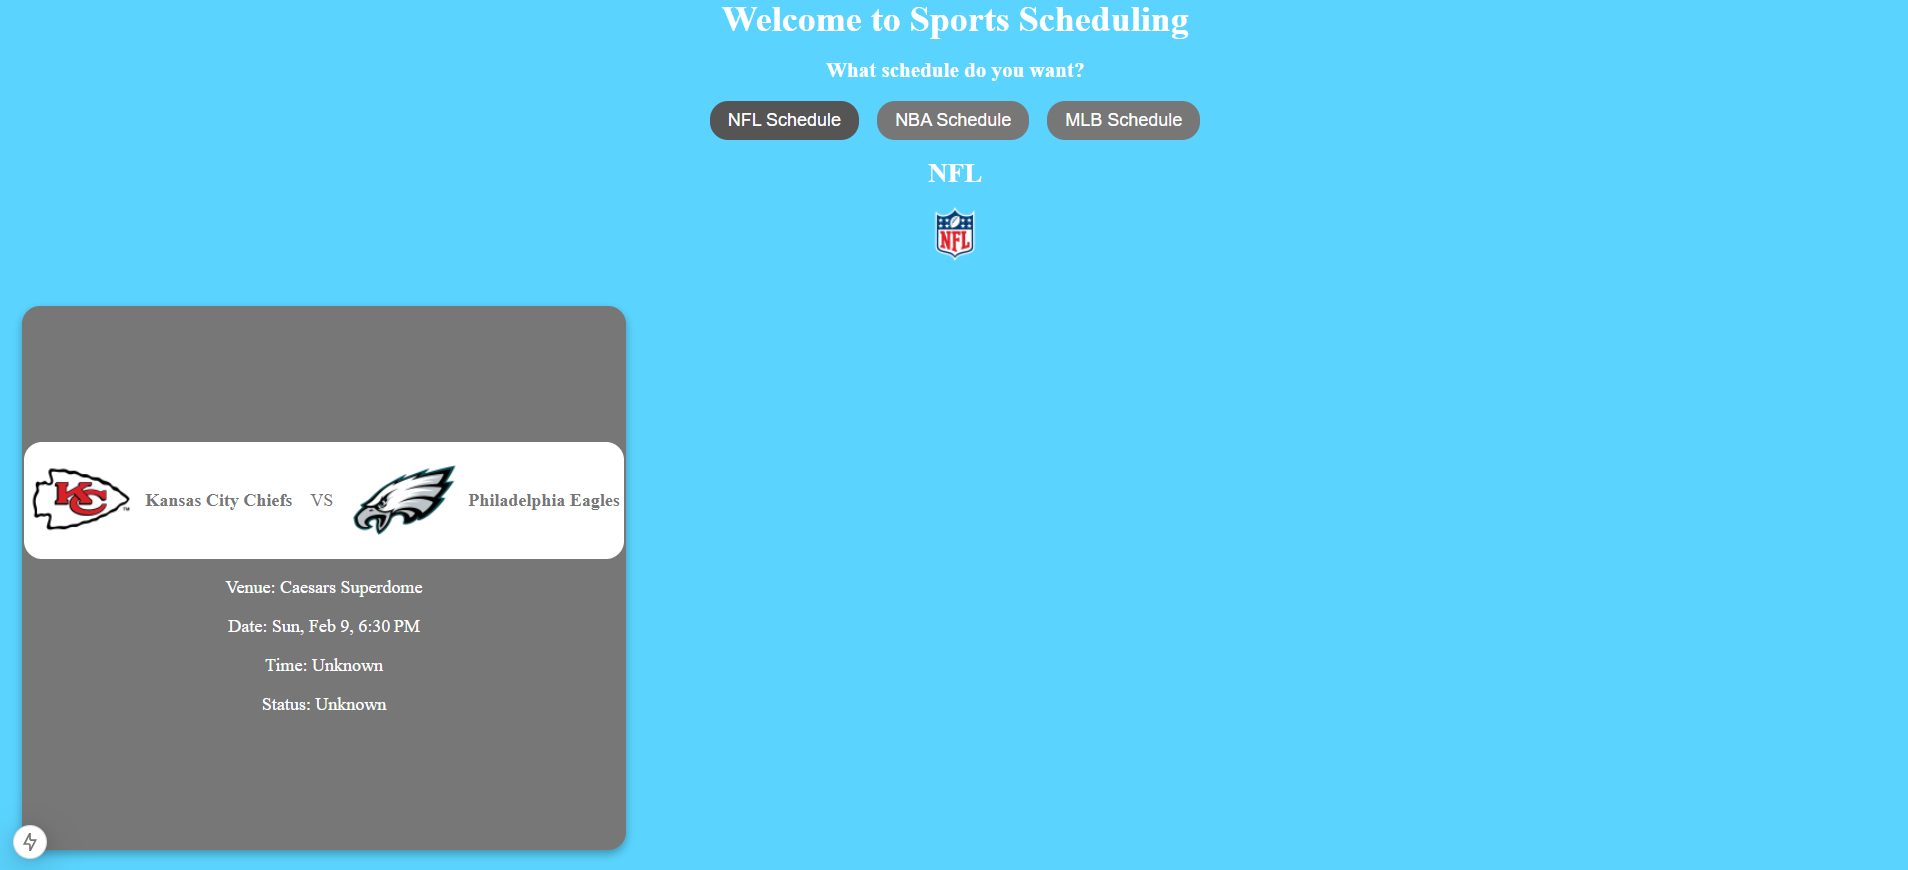 Welcome to Sports Scheduling
What schedule do you want?
NFL Schedule NBA Schedule MLB Schedule
NFL
NFL
KC Kansas City Chiefs VS Philadelphia Eagles
Venue: Caesars Superdome
Date: Sun, Feb 9, 6:30 PM
Time: Unknown
Status: Unknown